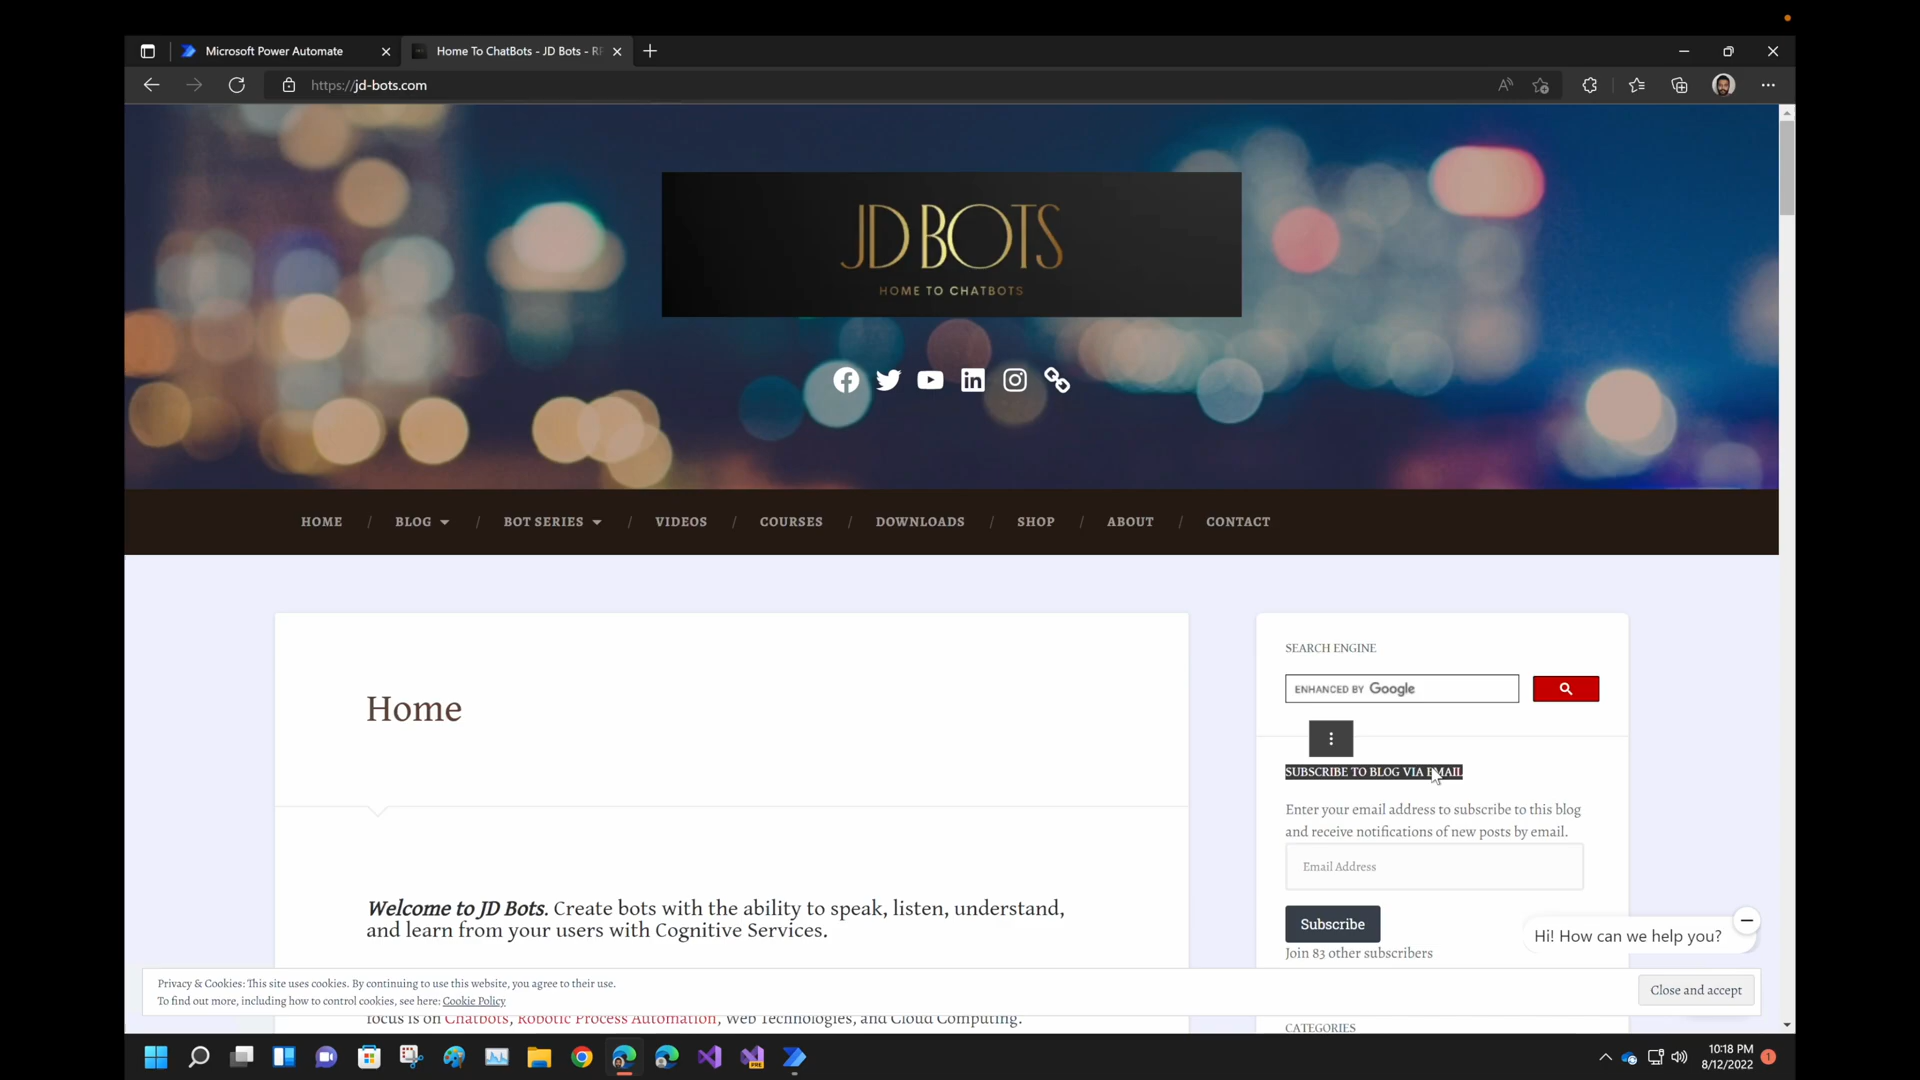 Microsoft Power Automate
Home To ChatBots - JD Bots - RP
https://jd-bots.com
JD BOTS
HOME TO CHATBOTS
HOME / BLOG / BOT SERIES / VIDEOS / COURSES / DOWNLOADS / SHOP / ABOUT / CONTACT
Home
Welcome to JD Bots. Create bots with the ability to speak, listen, understand,
and learn from your users with Cognitive Services.
focus is on Chatbots, Robotic Process Automation, Web Technologies, and Cloud Computing.
SEARCH ENGINE
ENHANCED BY Google
SUBSCRIBE TO BLOG VIA EMAIL
Enter your email address to subscribe to this blog
and receive notifications of new posts by email.
Email Address
Subscribe
Join 83 other subscribers
CATEGORIES
Hi! How can we help you?
Privacy & Cookies: This site uses cookies. By continuing to use this website, you agree to their use.
To find out more, including how to control cookies, see here: Cookie Policy
Close and accept
PRE
10:18 PM
8/12/2022
1